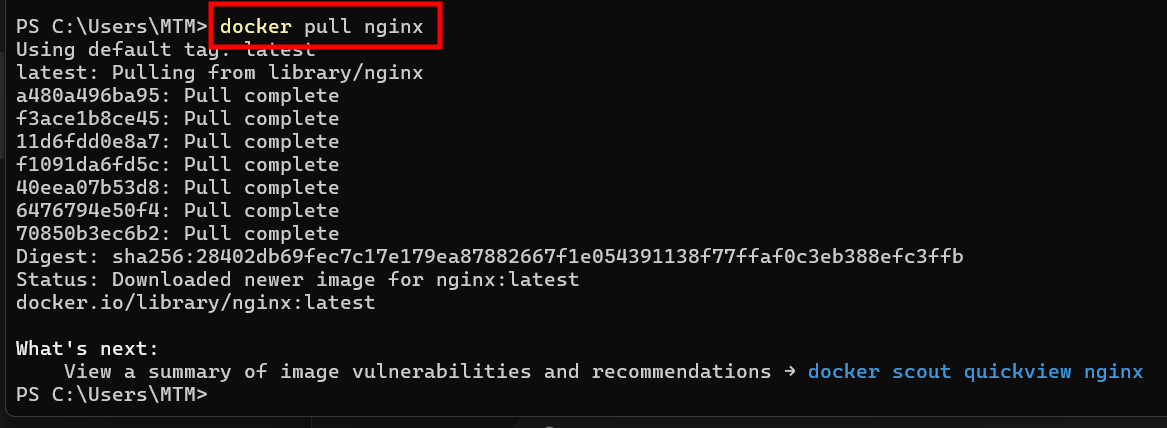 PS C:\Users\MTM> docker pull nginx
Using default tag: latest
latest: Pulling from library/nginx
a480a496ba95: Pull complete
f3ace1b8ce45: Pull complete
11d6fdd0e8a7: Pull complete
f1091da6fd5c: Pull complete
40eea07b53d8: Pull complete
6476794e50f4: Pull complete
70850b3ec6b2: Pull complete
Digest: sha256:28402db69fec7c17e179ea87882667f1e054391138f77ffaf0c3eb388efc3ffb
Status: Downloaded newer image for nginx:latest
docker.io/library/nginx:latest
What's next:
View a summary of image vulnerabilities and recommendations → docker scout quickview nginx
PS C:\Users\MTM>